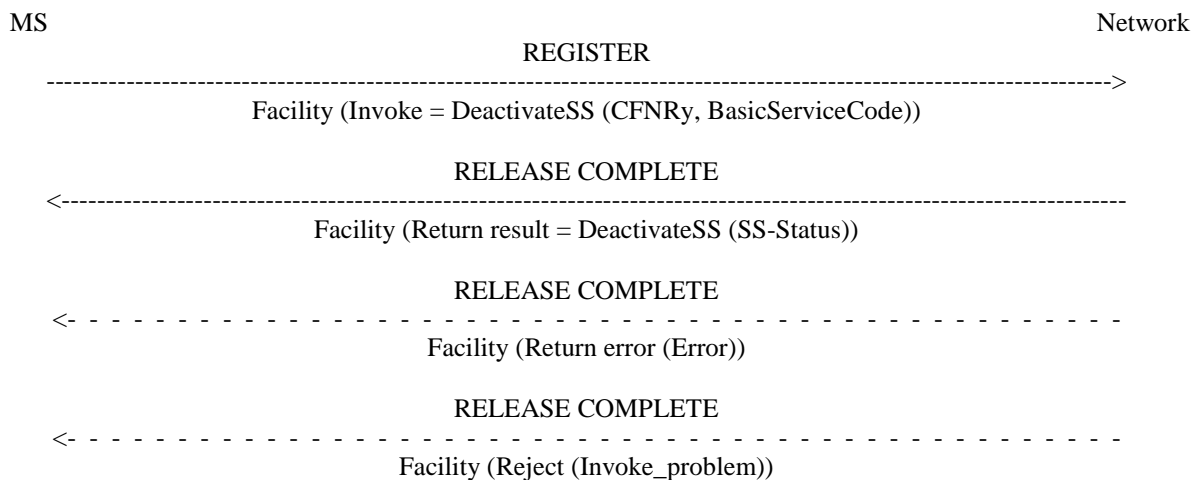 MS Network
REGISTER
------------------------------------------------------------------------------------------------------------------------>
Facility (Invoke = DeactivateSS (CFNRy, BasicServiceCode))
RELEASE COMPLETE
<------------------------------------------------------------------------------------------------------------------------
Facility (Return result = DeactivateSS (SS-Status))
RELEASE COMPLETE
<- - - - - - - - - - - - - - - - - - - - - - - - - - - - - - - - - - - - - - - - - - - - - - - - - - - - - - - - - -
Facility (Return error (Error))
RELEASE COMPLETE
<- - - - - - - - - - - - - - - - - - - - - - - - - - - - - - - - - - - - - - - - - - - - - - - - - - - - - - - - - -
Facility (Reject (Invoke_problem))